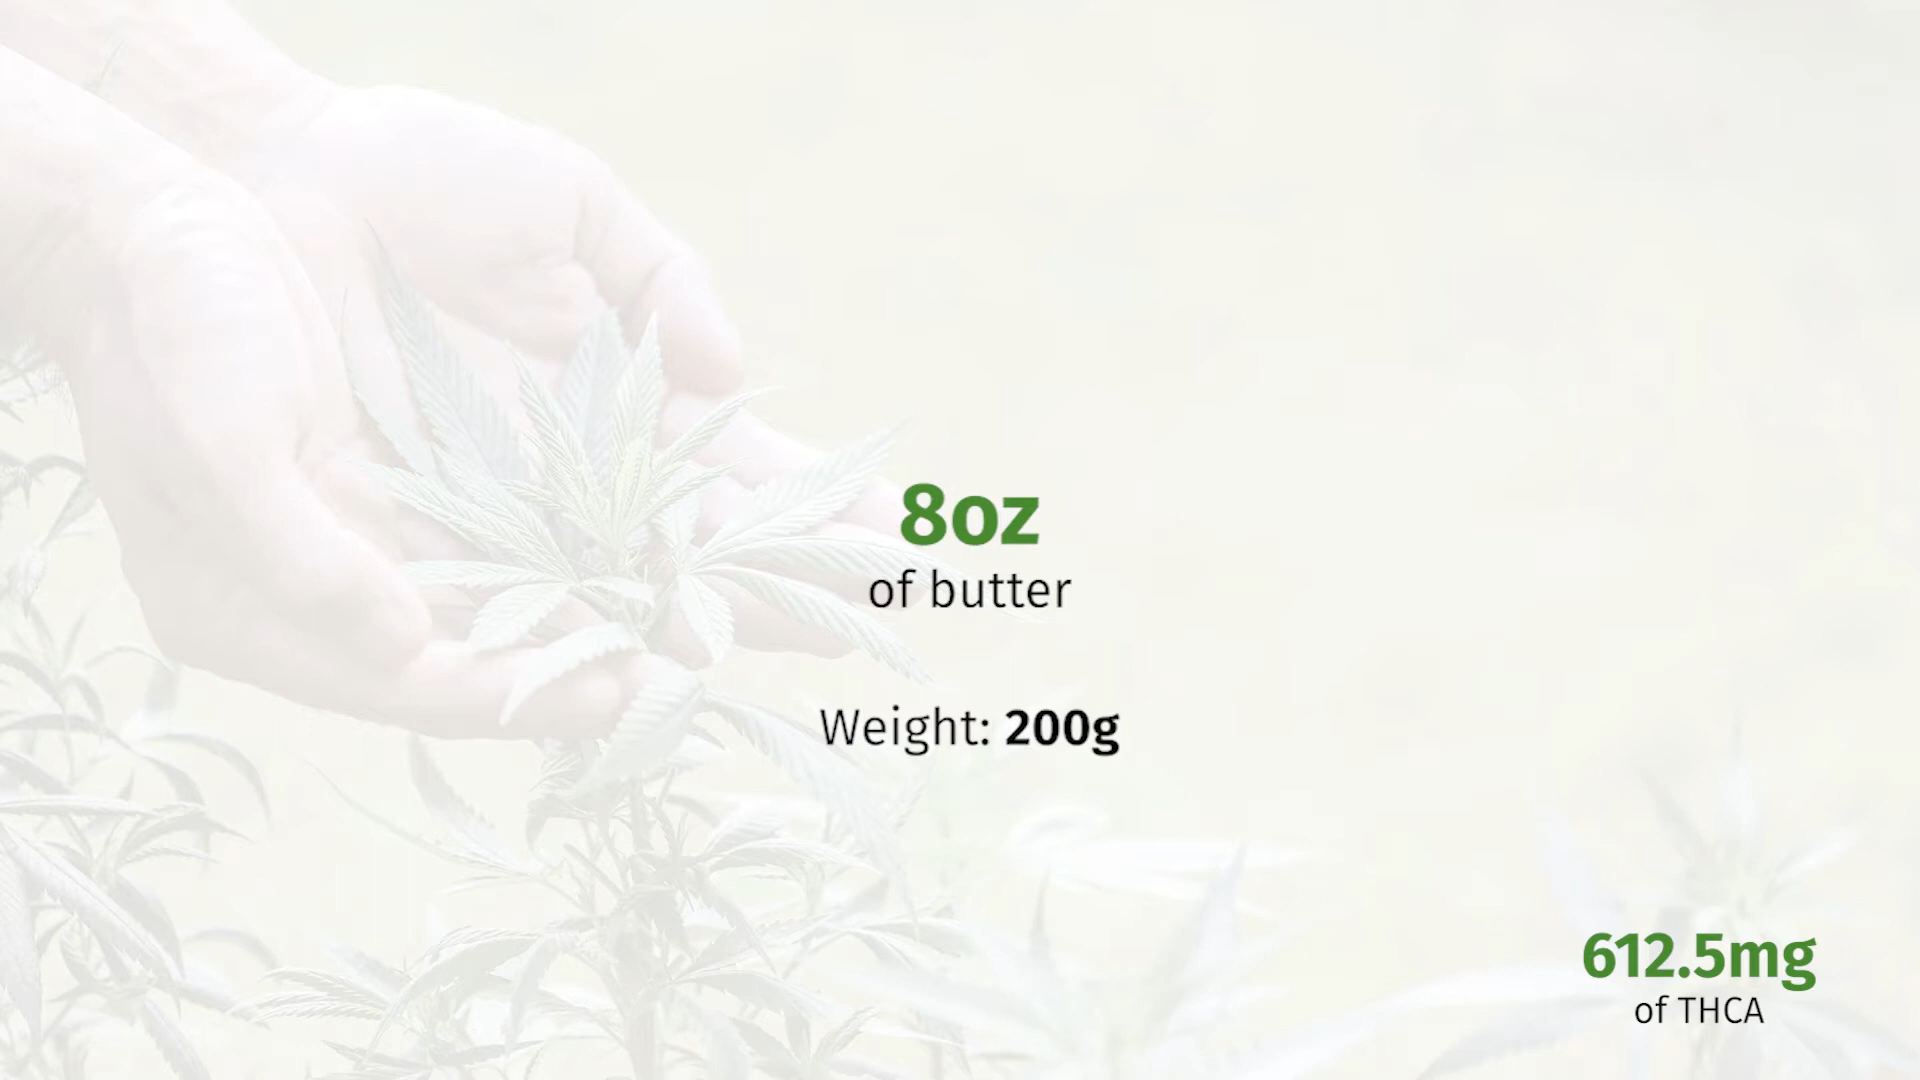 8oz
of butter
Weight: 200g
612.5mg
of THCA